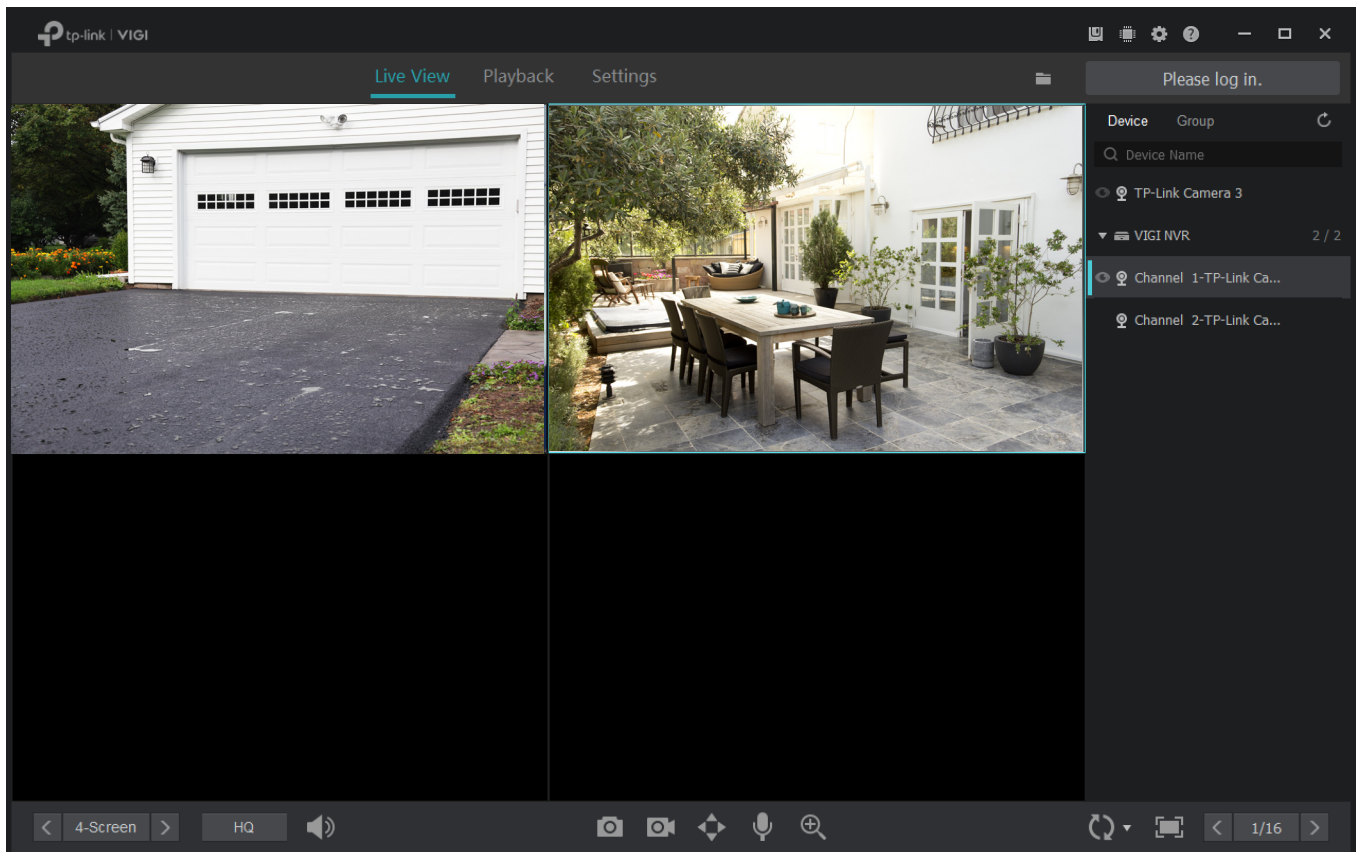 tp-link | VIGI
Live View Playback Settings
Please log in.
Device Group
Device Name
TP-Link Camera 3
VIGI NVR 2 / 2
Channel 1-TP-Link Ca...
Channel 2-TP-Link Ca...
4-Screen HQ 1/16